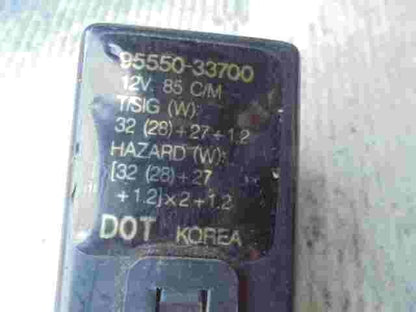 95550-33700
12V. 85 C/M
T/SIG (W):
32 (28)+27+1.2
HAZARD (W):
[32 (28)+27
+1.2]×2+1.2
DOT KOREA